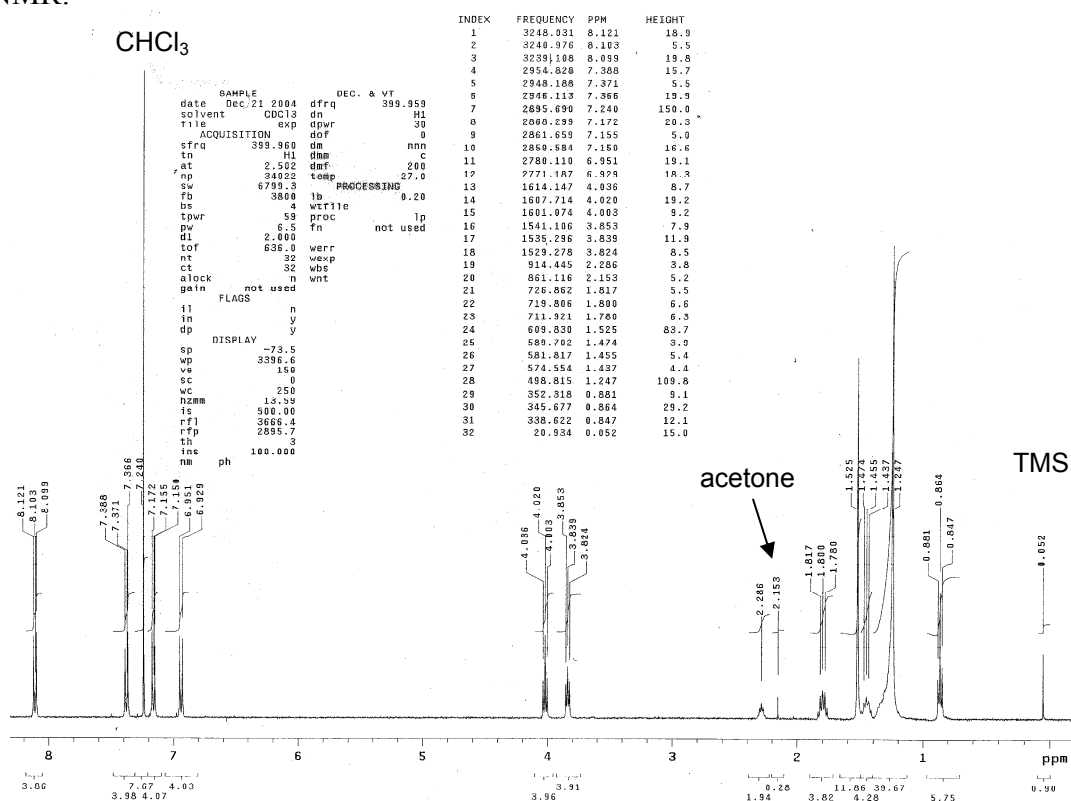 NMR:
CHCl3
INDEX FREQUENCY PPM HEIGHT
1 3248.031 8.121 18.9
2 3240.976 8.103 5.5
3 3239.108 8.099 19.8
4 2954.828 7.388 15.7
5 2948.188 7.371 5.5
6 2946.113 7.366 19.9
7 2895.690 7.240 150.0
8 2868.299 7.172 20.3
9 2861.659 7.155 5.0
10 2850.584 7.150 16.6
11 2780.110 6.951 19.1
12 2771.187 6.929 18.3
13 1614.147 4.036 8.7
14 1607.714 4.020 19.2
15 1601.074 4.003 9.2
16 1541.106 3.853 7.9
17 1535.296 3.839 11.9
18 1529.278 3.824 8.5
19 914.445 2.286 3.8
20 861.116 2.153 5.2
21 726.862 1.817 5.5
22 719.806 1.800 6.6
23 711.921 1.780 6.3
24 609.830 1.525 83.7
25 589.702 1.474 3.9
26 581.817 1.455 5.4
27 574.554 1.437 4.4
28 498.815 1.247 109.8
29 352.318 0.881 9.1
30 345.677 0.864 29.2
31 338.622 0.847 12.1
32 20.934 0.052 15.0
SAMPLE DEC. & VT
date Dec 21 2004 dfrq 399.959
solvent CDCl3 dn H1
file exp dpwr 30
ACQUISITION dof 0
sfrq 399.960 dm nnn
tn H1 dmm c
at 2.502 dmf 200
np 34022 temp 27.0
sw 6799.3 PROCESSING
fb 3800 lb 0.20
bs 4 wtfile
tpwr 59 proc lp
pw 6.5 fn not used
d1 2.000
tof 636.0 werr
nt 32 wexp
ct 32 wbs
alock n wnt
gain not used
FLAGS
il n
in y
dp y
DISPLAY
sp -73.5
wp 3396.6
vs 150
sc 0
wc 250
hzmm 13.59
is 500.00
rfl 3666.4
rfp 2895.7
th 3
ins 100.000
nm ph
TMS
acetone
8.121
8.103
8.099
7.388
7.371
7.366
7.240
7.172
7.155
7.150
6.951
6.929
4.036
4.020
4.003
3.853
3.839
3.824
2.286
2.153
1.817
1.800
1.780
1.525
1.474
1.455
1.437
1.247
0.881
0.864
0.847
0.052
8 7 6 5 4 3 2 1 ppm
3.86 7.67 4.03 3.91 0.28 11.86 39.67 0.90
3.98 4.07 3.96 1.94 3.82 4.28 5.75